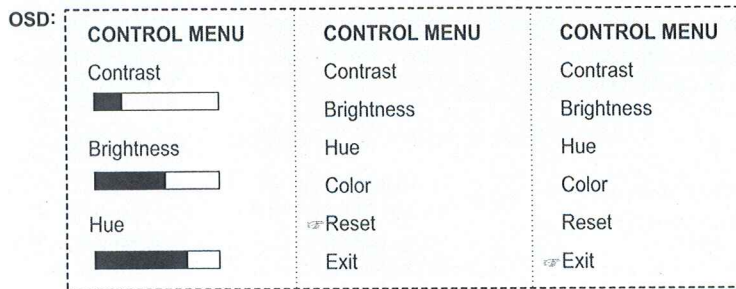 OSD:
CONTROL MENU
Contrast
Brightness
Hue
CONTROL MENU
Contrast
Brightness
Hue
Color
☞Reset
Exit
CONTROL MENU
Contrast
Brightness
Hue
Color
Reset
☞Exit